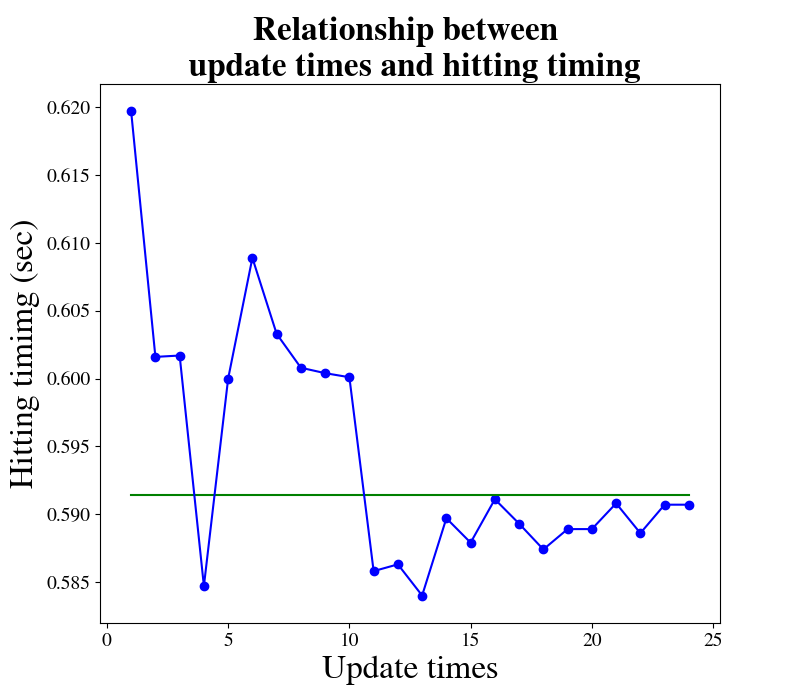 Relationship between
update times and hitting timing
Hitting timimg (sec)
0.620
0.615
0.610
0.605
0.600
0.595
0.590
0.585
0 5 10 15 20 25
Update times